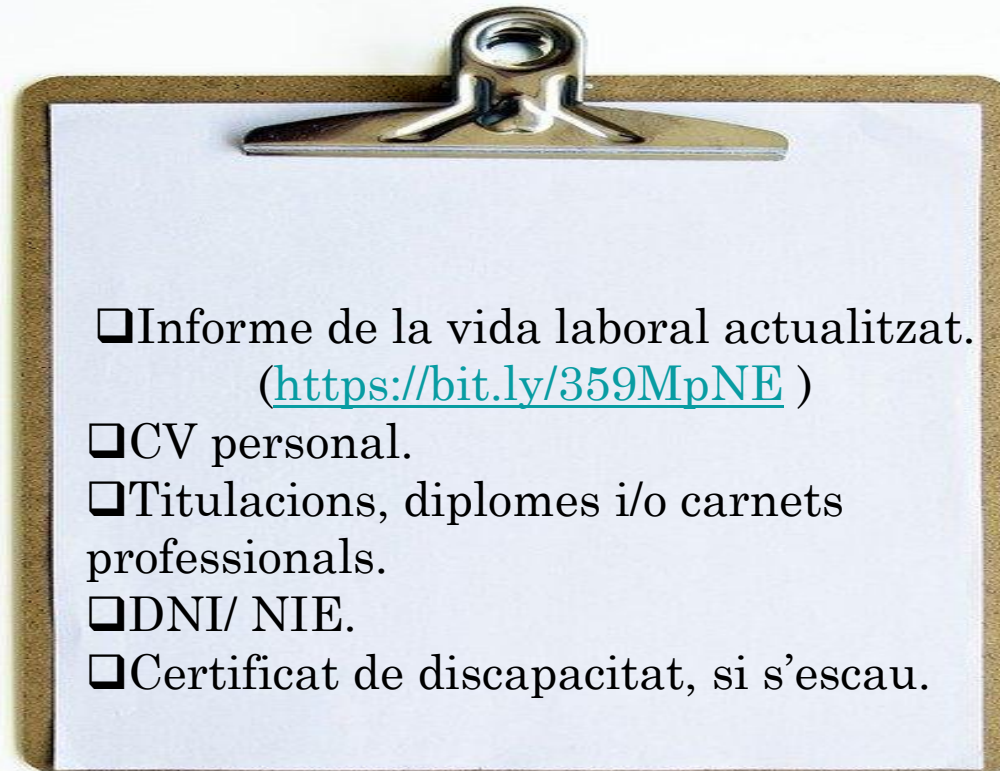 ❑Informe de la vida laboral actualitzat.
(https://bit.ly/359MpNE )
❑CV personal.
❑Titulacions, diplomes i/o carnets
professionals.
❑DNI/ NIE.
❑Certificat de discapacitat, si s’escau.